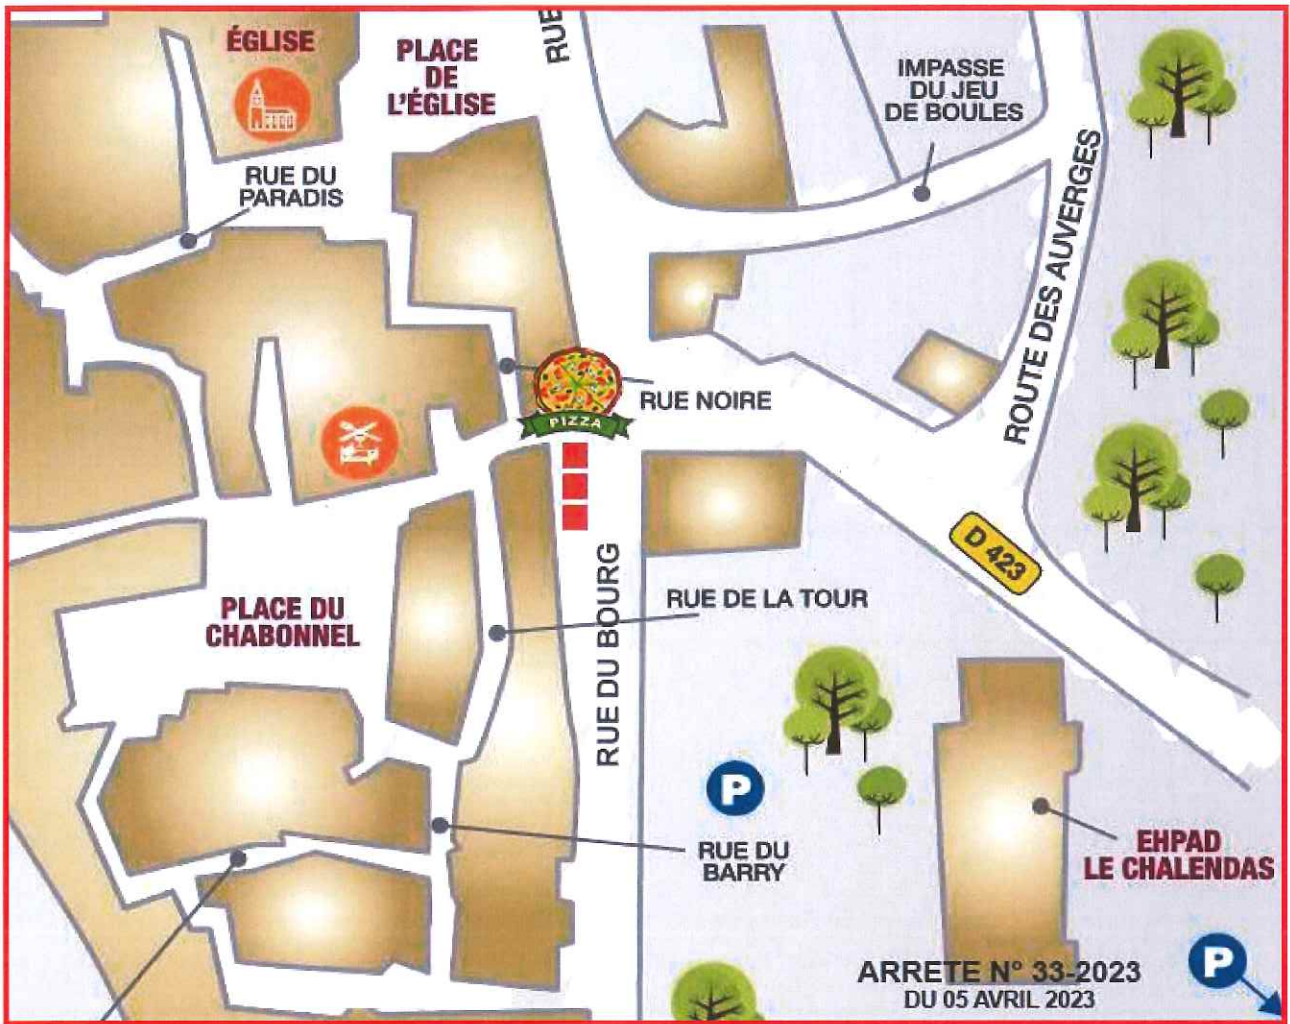 ÉGLISE
PLACE
DE
L'ÉGLISE
RUE
IMPASSE
DU JEU
DE BOULES
RUE DU
PARADIS
ROUTE DES AUVERGES
RUE NOIRE
PIZZA
D 423
PLACE DU
CHABONNEL
RUE DE LA TOUR
RUE DU BOURG
P
RUE DU
BARRY
EHPAD
LE CHALENDAS
P
ARRETE N° 33-2023
DU 05 AVRIL 2023